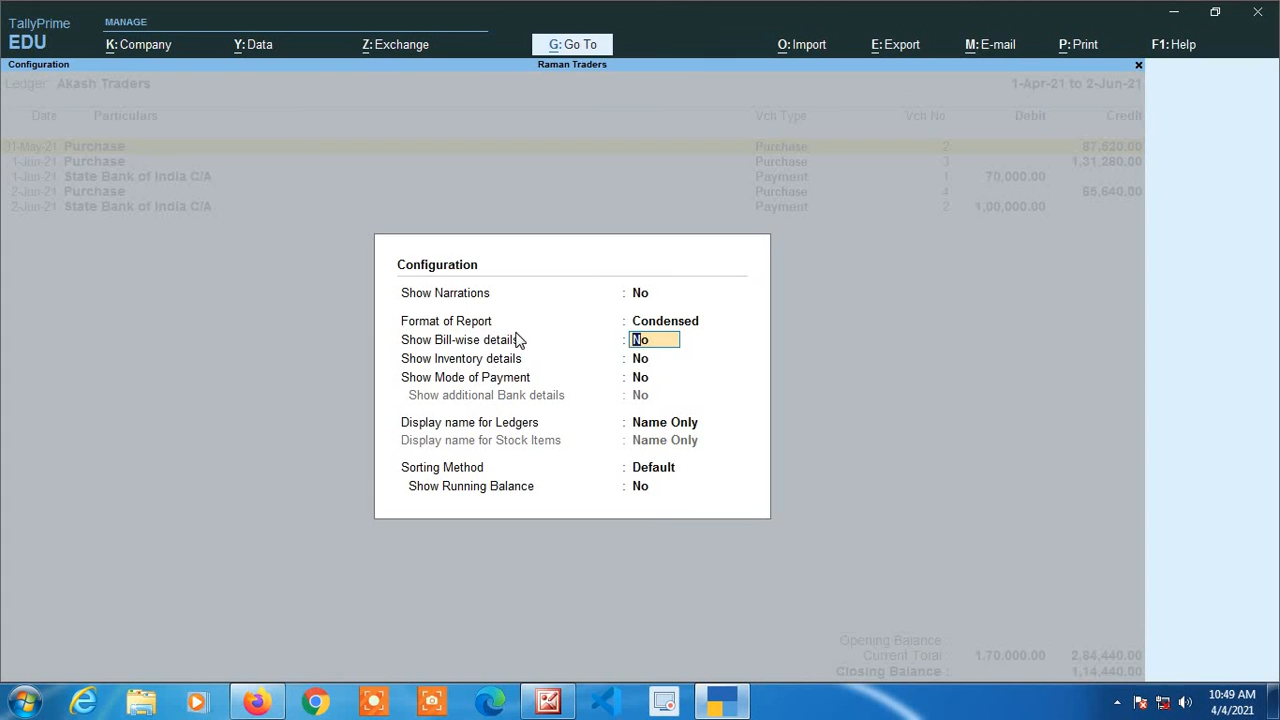 TallyPrime
EDU
MANAGE
K: Company
Y: Data
Z: Exchange
G: Go To
O: Import
E: Export
M: E-mail
P: Print
F1: Help
Configuration
Raman Traders
Ledger: Akash Traders
1-Apr-21 to 2-Jun-21
Date Particulars Vch Type Vch No. Debit Credit
11-May-21 Purchase Purchase 2 87,520.00
1-Jun-21 Purchase Purchase 3 1,31,280.00
1-Jun-21 State Bank of India C/A Payment 1 70,000.00
2-Jun-21 Purchase Purchase 4 65,640.00
2-Jun-21 State Bank of India C/A Payment 2 1,00,000.00
Configuration
Show Narrations : No
Format of Report : Condensed
Show Bill-wise details : No
Show Inventory details : No
Show Mode of Payment : No
Show additional Bank details : No
Display name for Ledgers : Name Only
Display name for Stock Items : Name Only
Sorting Method : Default
Show Running Balance : No
Opening Balance :
Current Total : 1,70,000.00 2,84,440.00
Closing Balance : 1,14,440.00
10:49 AM
4/4/2021